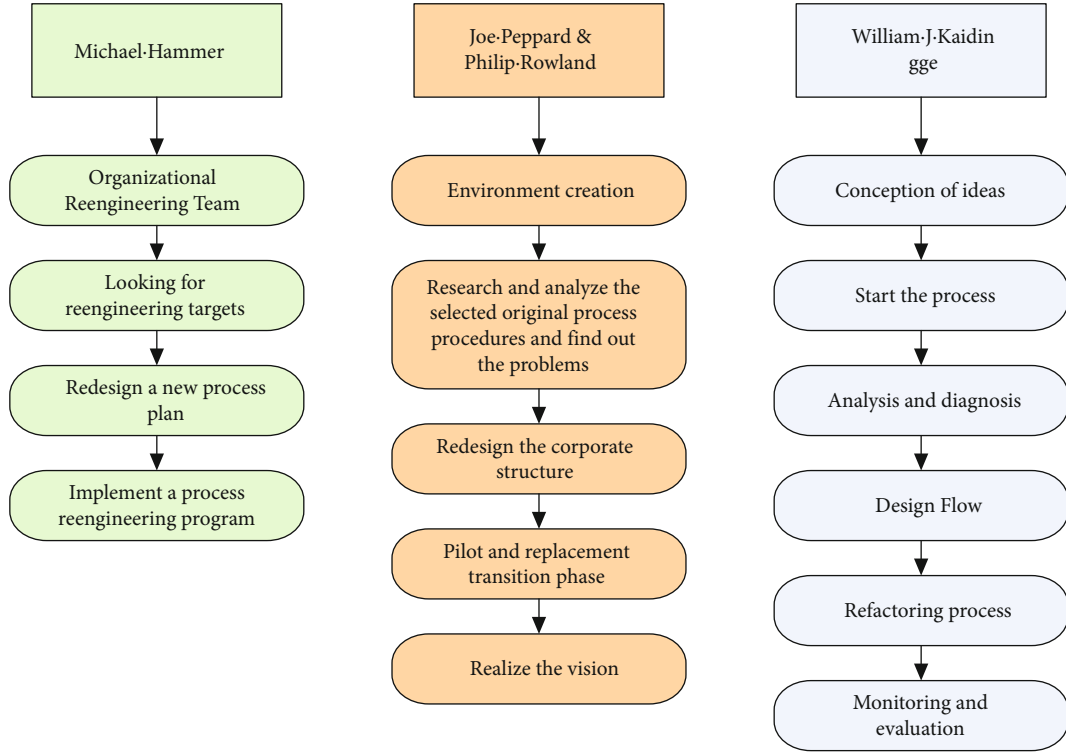 Michael·Hammer
Organizational
Reengineering Team
Looking for
reengineering targets
Redesign a new process
plan
Implement a process
reengineering program
Joe·Peppard &
Philip·Rowland
Environment creation
Research and analyze the
selected original process
procedures and find out
the problems
Redesign the corporate
structure
Pilot and replacement
transition phase
Realize the vision
William·J·Kaidin
gge
Conception of ideas
Start the process
Analysis and diagnosis
Design Flow
Refactoring process
Monitoring and
evaluation